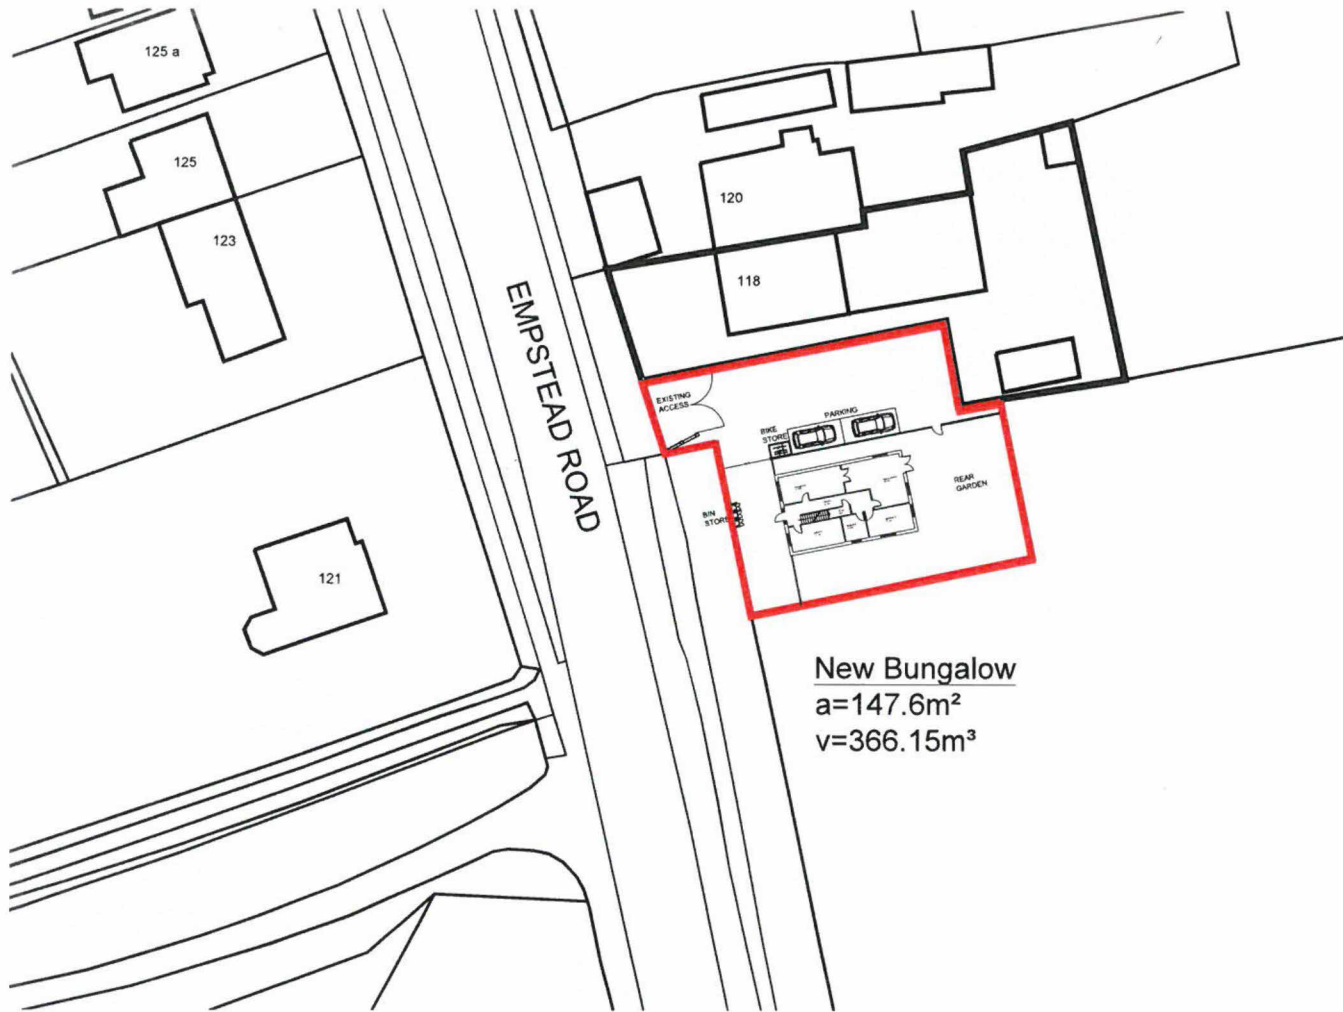 125 a
125
123
120
118
EMPSTEAD ROAD
EXISTING
ACCESS
PARKING
BIKE
STORE
REAR
GARDEN
BIN
STORE
121
New Bungalow
a=147.6m²
v=366.15m³